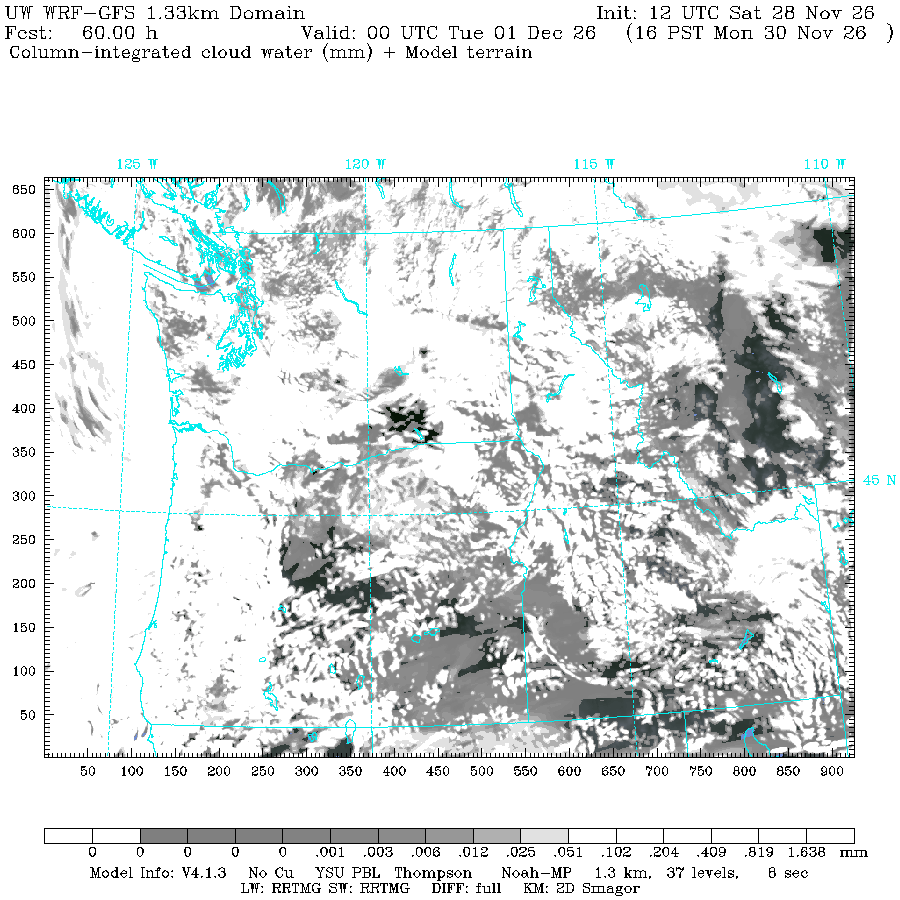 UW WRF-GFS 1.33km Domain Init: 12 UTC Sat 28 Nov 26
Fcst: 60.00 h Valid: 00 UTC Tue 01 Dec 26 (16 PST Mon 30 Nov 26 )
Column-integrated cloud water (mm) + Model terrain
125 W 120 W 115 W 110 W
650
600
550
500
450
400
350
300
45 N
250
200
150
100
50
50 100 150 200 250 300 350 400 450 500 550 600 650 700 750 800 850 900
0 0 0 0 0 .001 .003 .006 .012 .025 .051 .102 .204 .409 .819 1.638 mm
Model Info: V4.1.3 No Cu YSU PBL Thompson Noah-MP 1.3 km, 37 levels, 8 sec
LW: RRTMG SW: RRTMG DIFF: full KM: 2D Smagor